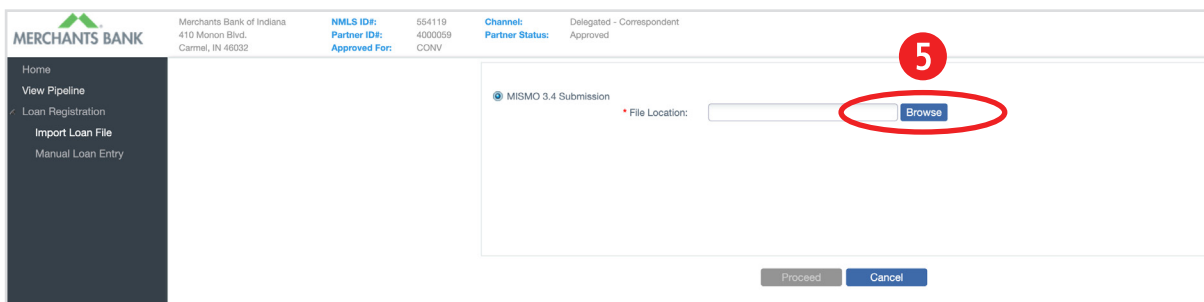 MERCHANTS BANK
Merchants Bank of Indiana
410 Monon Blvd.
Carmel, IN 46032
NMLS ID#: 554119
Partner ID#: 4000059
Approved For: CONV
Channel: Delegated - Correspondent
Partner Status: Approved
Home
View Pipeline
Loan Registration
Import Loan File
Manual Loan Entry
5
MISMO 3.4 Submission
* File Location:
Browse
Proceed
Cancel